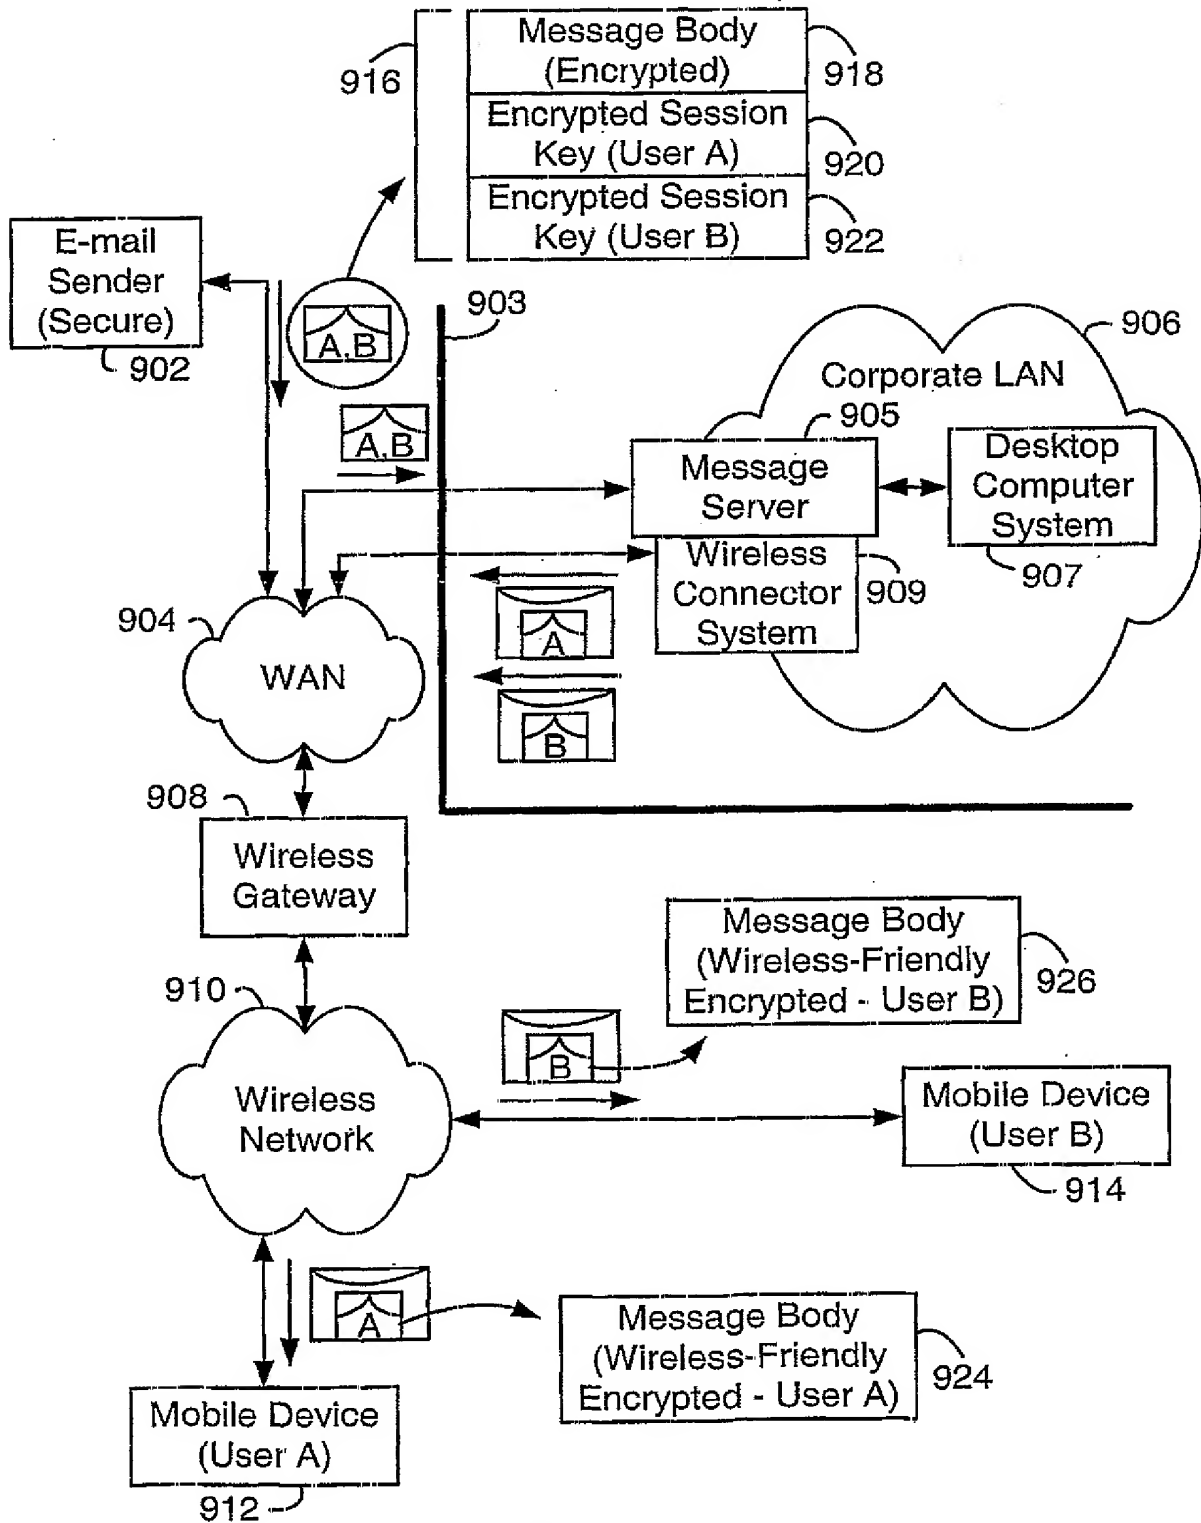 Message Body
(Encrypted)
916
918
Encrypted Session
Key (User A)
920
Encrypted Session
Key (User B)
922
E-mail
Sender
(Secure)
902
A,B
903
906
Corporate LAN
905
A,B
Message
Server
Desktop
Computer
System
907
Wireless
Connector
System
909
904
WAN
A
B
908
Wireless
Gateway
Message Body
(Wireless-Friendly
Encrypted - User B)
926
910
B
Wireless
Network
Mobile Device
(User B)
914
A
Message Body
(Wireless-Friendly
Encrypted - User A)
924
Mobile Device
(User A)
912